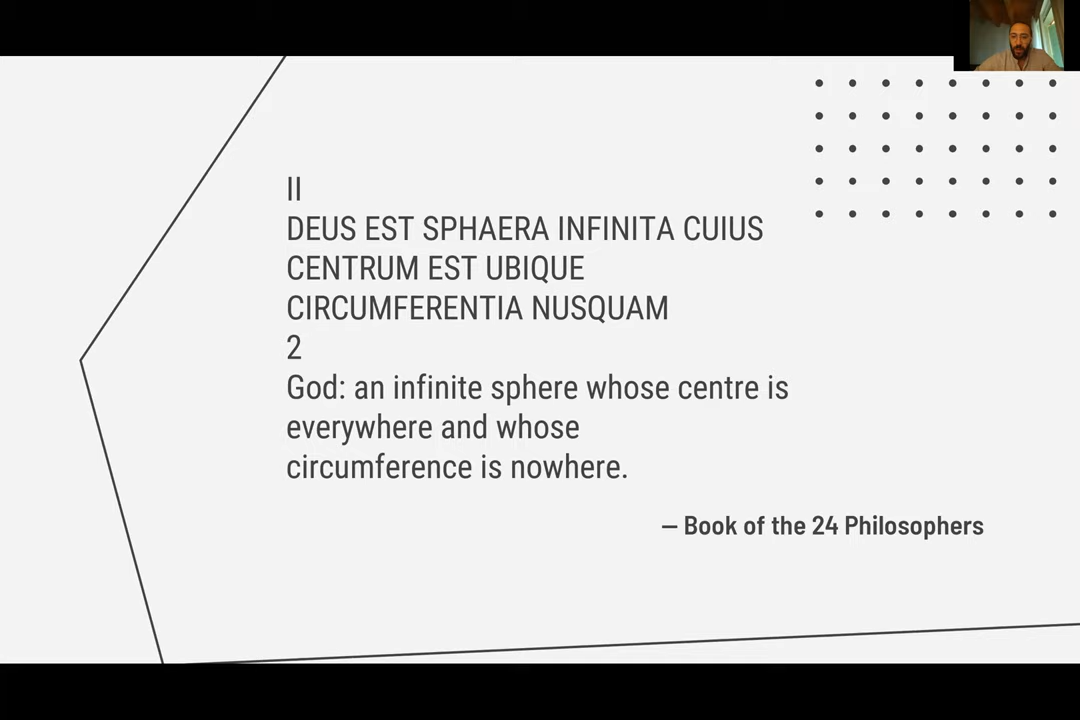 II
DEUS EST SPHAERA INFINITA CUIUS
CENTRUM EST UBIQUE
CIRCUMFERENTIA NUSQUAM
2
God: an infinite sphere whose centre is
everywhere and whose
circumference is nowhere.
– Book of the 24 Philosophers